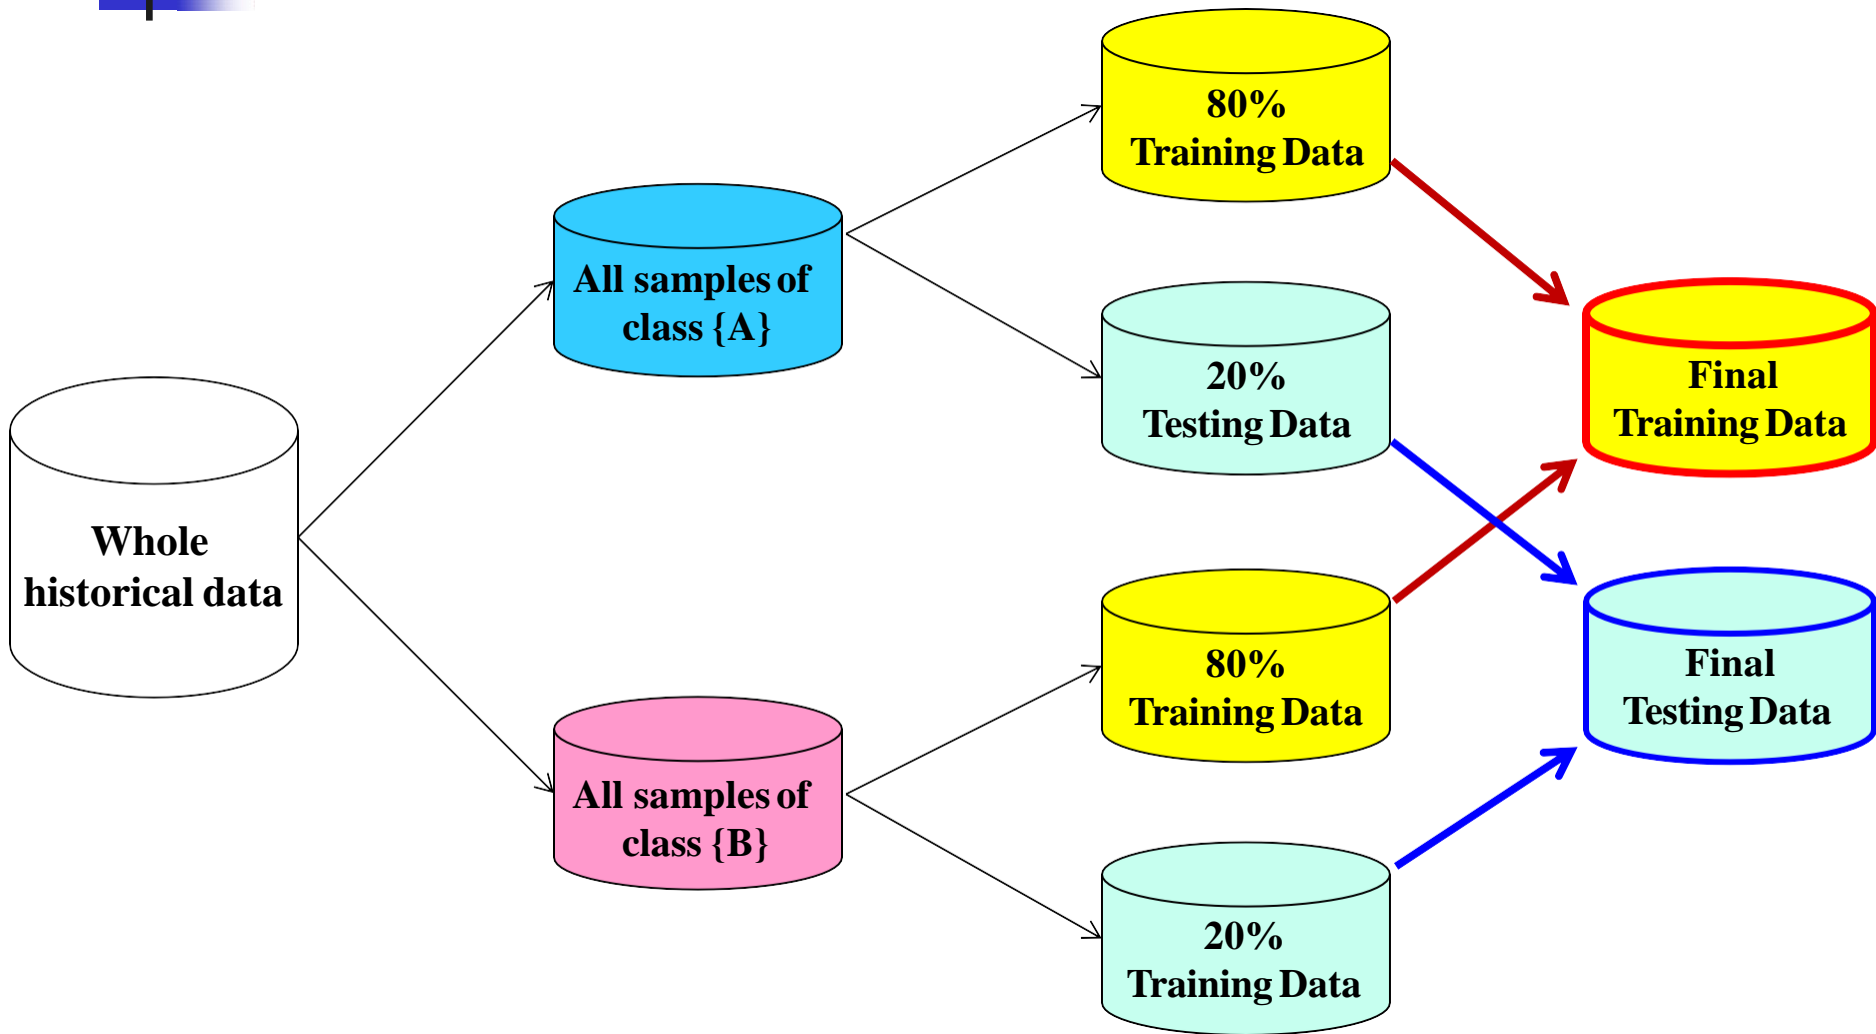 Whole
historical data
All samples of
class {A}
All samples of
class {B}
80%
Training Data
20%
Testing Data
80%
Training Data
20%
Training Data
Final
Training Data
Final
Testing Data